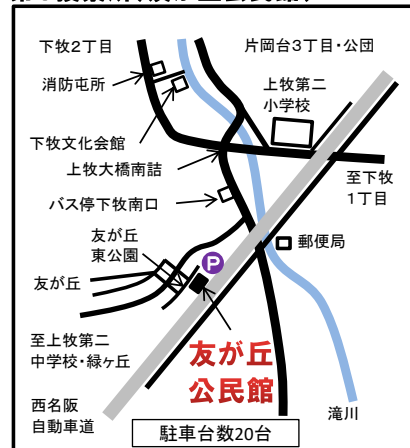 下牧2丁目
片岡台3丁目・公団
消防屯所
上牧第二
小学校
下牧文化会館
上牧大橋南詰
至下牧
1丁目
バス停下牧南口
友が丘
東公園
P
郵便局
友が丘
至上牧第二
中学校・緑ヶ丘
友が丘
公民館
西名阪
自動車道
滝川
駐車台数20台